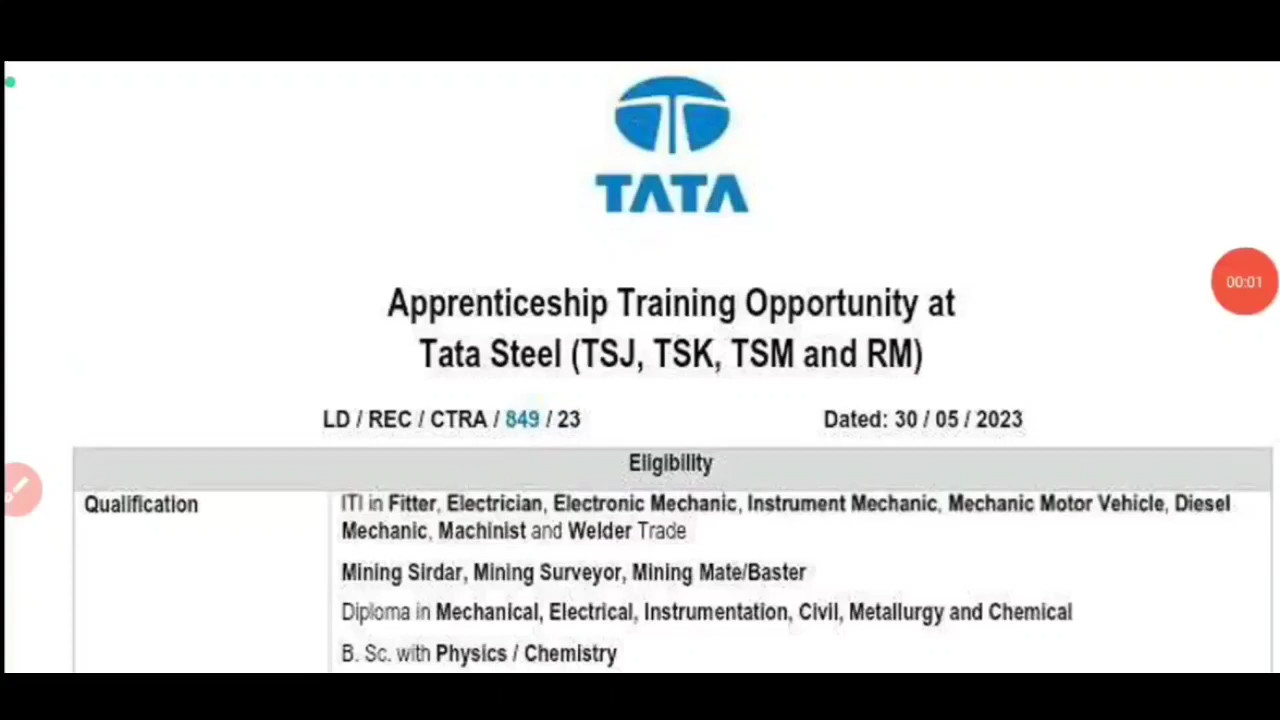 TATA
00:01
Apprenticeship Training Opportunity at
Tata Steel (TSJ, TSK, TSM and RM)
LD / REC / CTRA / 849 / 23 Dated: 30 / 05 / 2023
Eligibility
Qualification ITI in Fitter, Electrician, Electronic Mechanic, Instrument Mechanic, Mechanic Motor Vehicle, Diesel
Mechanic, Machinist and Welder Trade
Mining Sirdar, Mining Surveyor, Mining Mate/Baster
Diploma in Mechanical, Electrical, Instrumentation, Civil, Metallurgy and Chemical
B. Sc. with Physics / Chemistry